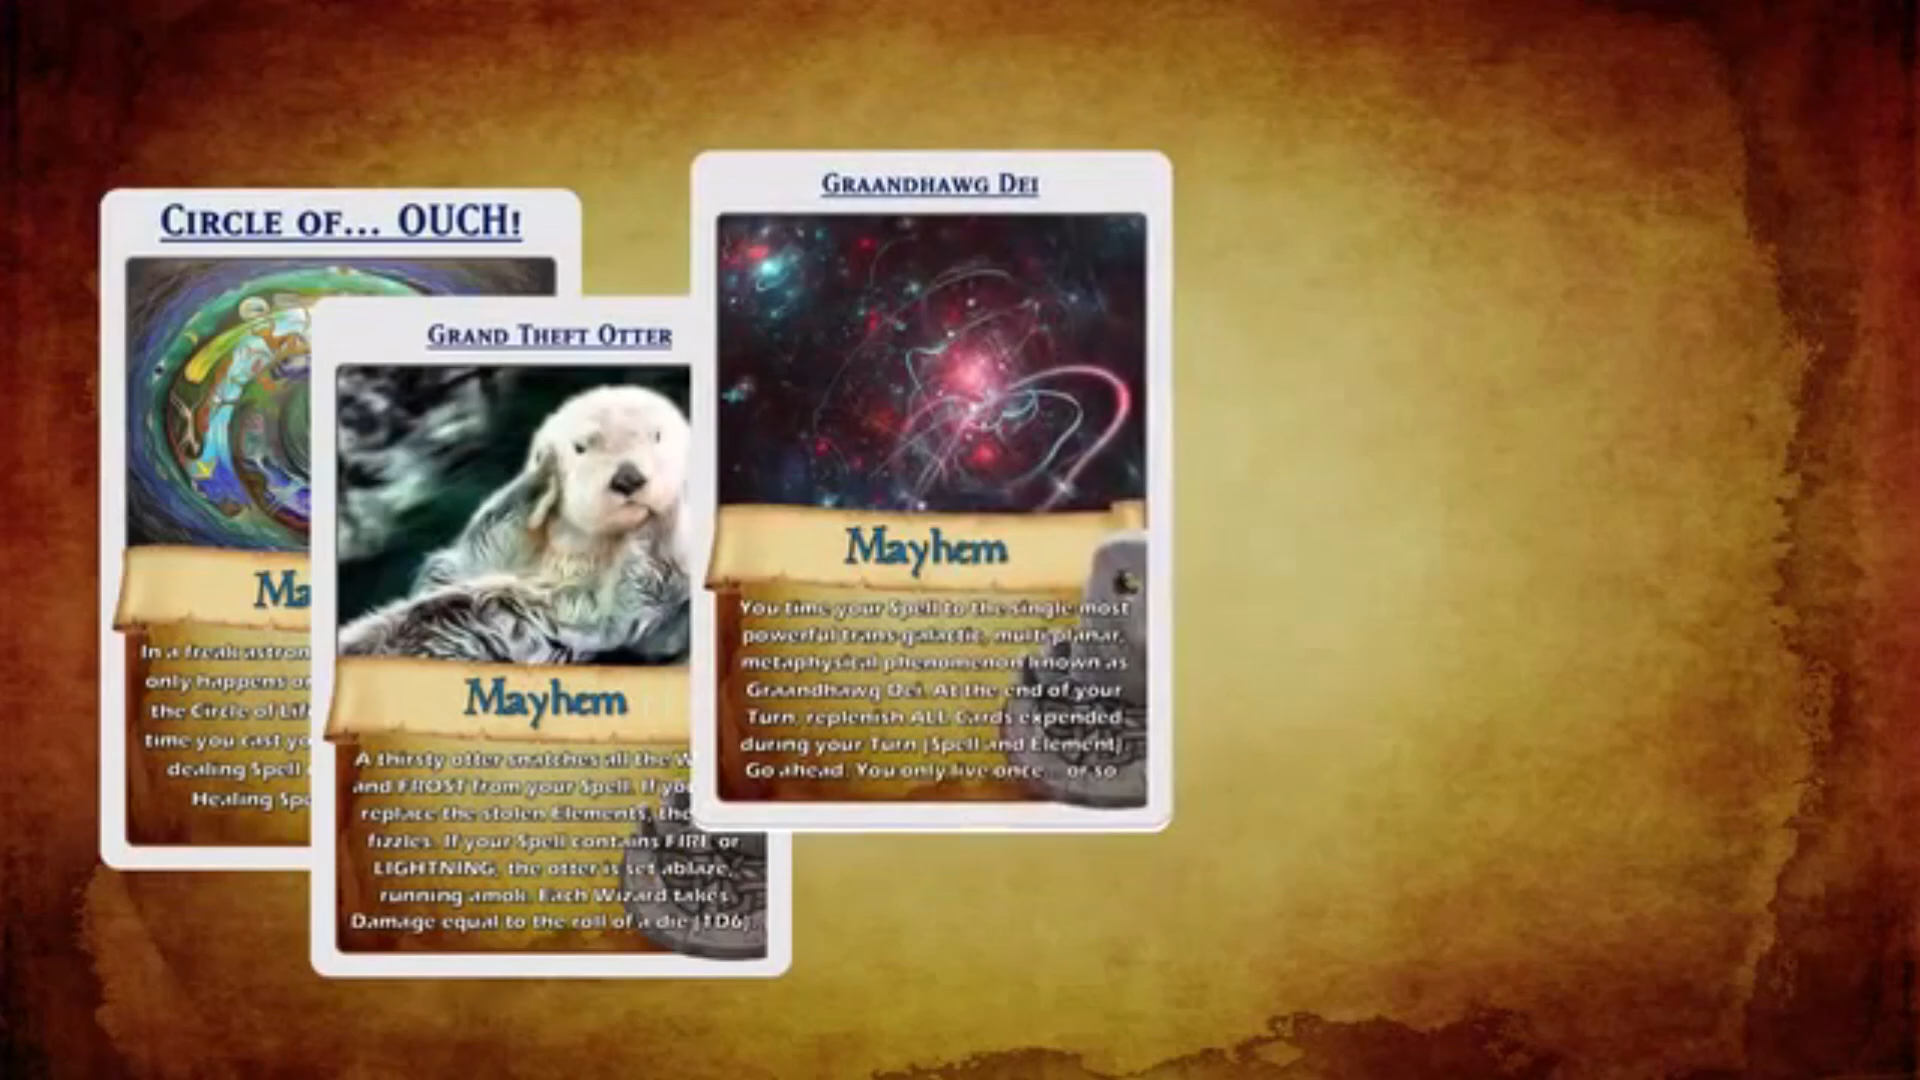 CIRCLE OF... OUCH!
In a freak astron
only happens o
the Circle of Lif
time you cast yo
dealing Spell
Healing Spe
GRAND THEFT OTTER
Mayhem
A thirsty otter snatches all the W
and FROST from your Spell. If yo
replace the stolen Elements, the
fizzles. If your Spell contains FIRE or
LIGHTNING, the otter is set ablaze,
running amok. Each Wizard takes
Damage equal to the roll of a die (1D6).
GRAANDHAWG DEI
Mayhem
You time your Spell to the single most
powerful trans-galactic, multi-planar,
metaphysical phenomenon known as
Graandhawg Dei. At the end of your
Turn, replenish ALL Cards expended
during your Turn (Spell and Element).
Go ahead. You only live once... or so